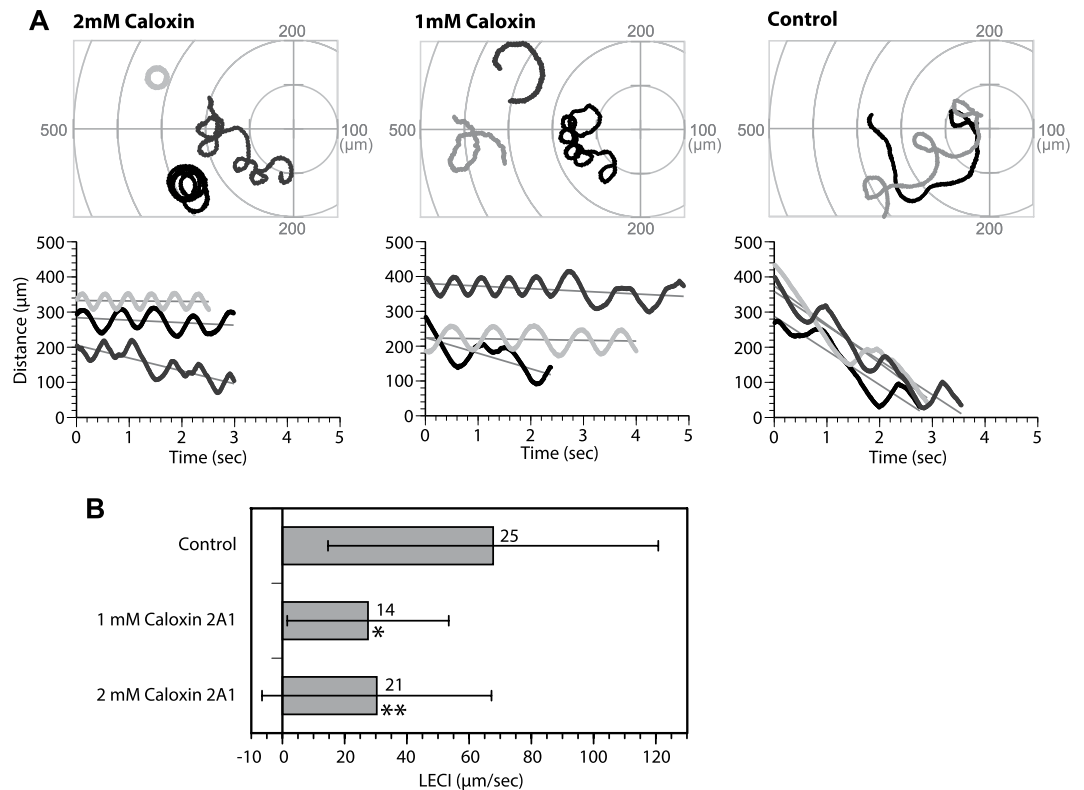 A
2mM Caloxin
1mM Caloxin
Control
200
200
200
500
100
(µm)
500
100
(µm)
500
100
(µm)
200
200
200
500
400
300
200
100
0
Distance (µm)
0 1 2 3 4 5
Time (sec)
500
400
300
200
100
0
0 1 2 3 4 5
Time (sec)
500
400
300
200
100
0
0 1 2 3 4 5
Time (sec)
B
Control
25
1 mM Caloxin 2A1
14
*
2 mM Caloxin 2A1
21
**
-10 0 20 40 60 80 100 120
LECI (µm/sec)